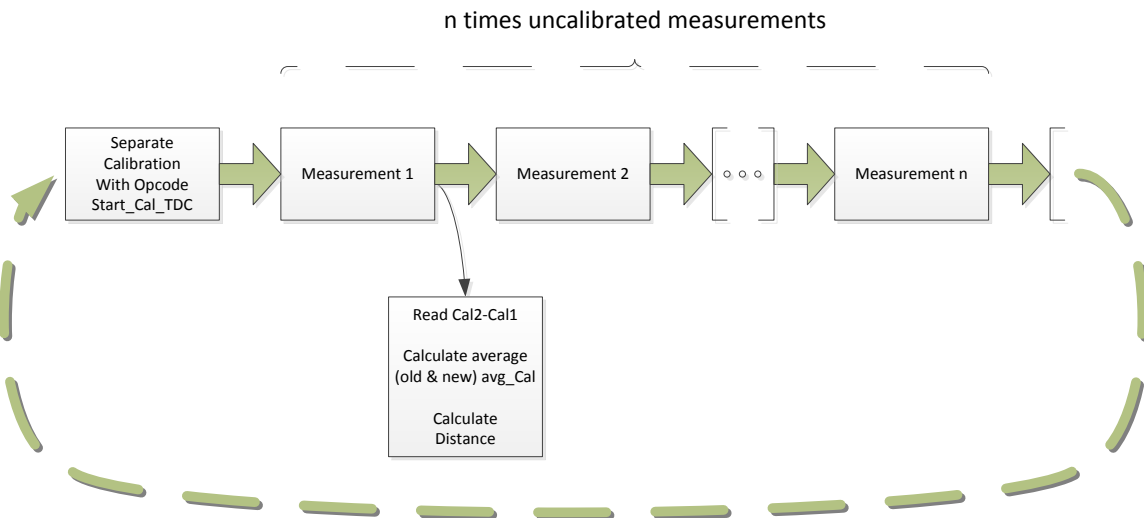 n times uncalibrated measurements
Separate
Calibration
With Opcode
Start_Cal_TDC
Measurement 1
Measurement 2
Measurement n
Read Cal2-Cal1
Calculate average
(old & new) avg_Cal
Calculate
Distance